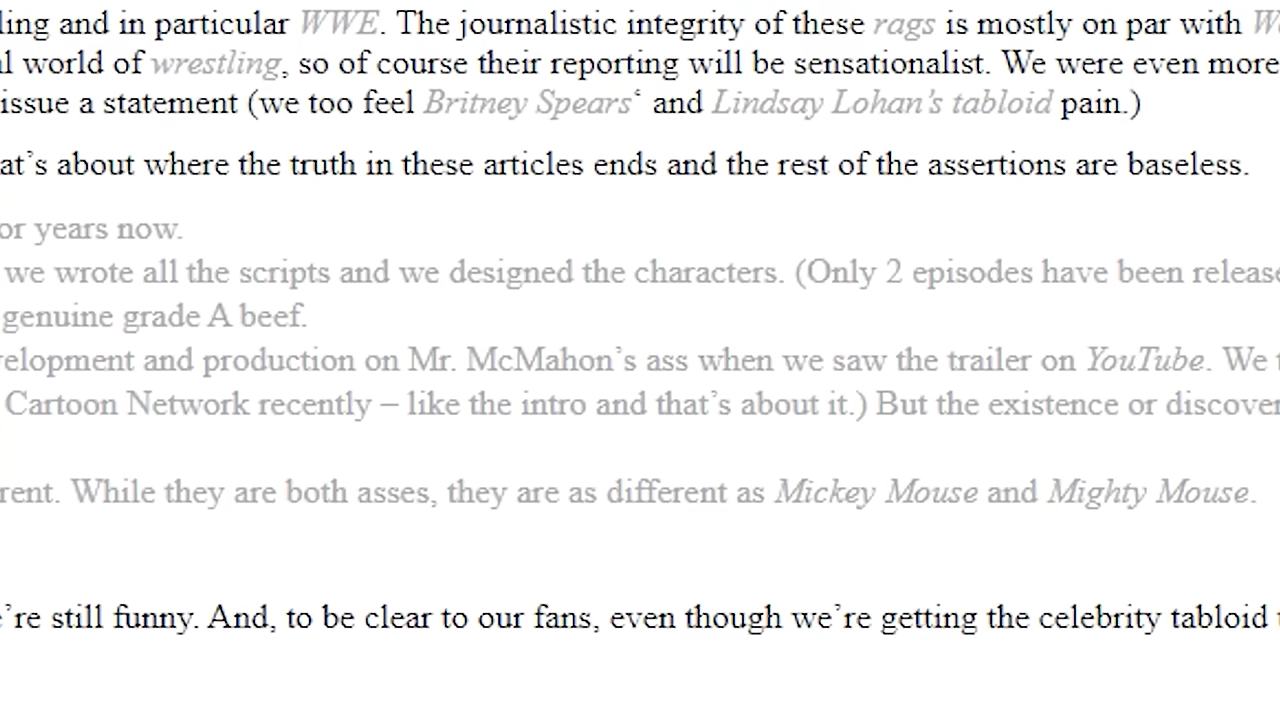 ling and in particular WWE. The journalistic integrity of these rags is mostly on par with
al world of wrestling, so of course their reporting will be sensationalist. We were even more
issue a statement (we too feel Britney Spears‘ and Lindsay Lohan’s tabloid pain.)
at’s about where the truth in these articles ends and the rest of the assertions are baseless.
or years now.
we wrote all the scripts and we designed the characters. (Only 2 episodes have been release
genuine grade A beef.
velopment and production on Mr. McMahon’s ass when we saw the trailer on YouTube. We
Cartoon Network recently – like the intro and that’s about it.) But the existence or discover
rent. While they are both asses, they are as different as Mickey Mouse and Mighty Mouse.
e’re still funny. And, to be clear to our fans, even though we’re getting the celebrity tabloid